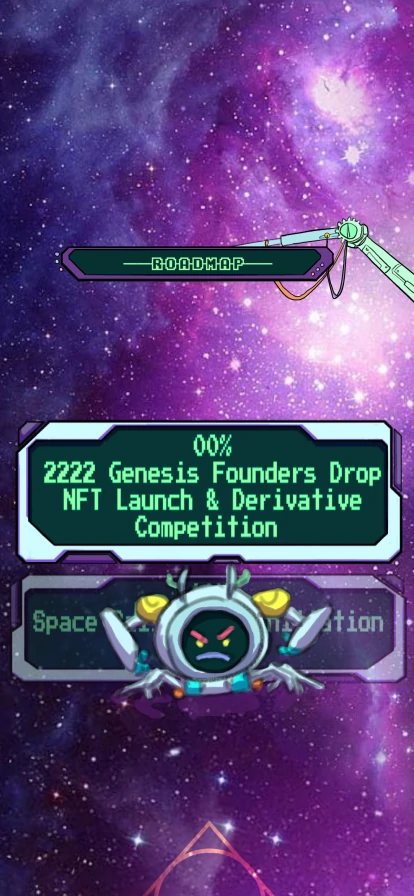 ROADMAP
00%
2222 Genesis Founders Drop
NFT Launch & Derivative
Competition
Space